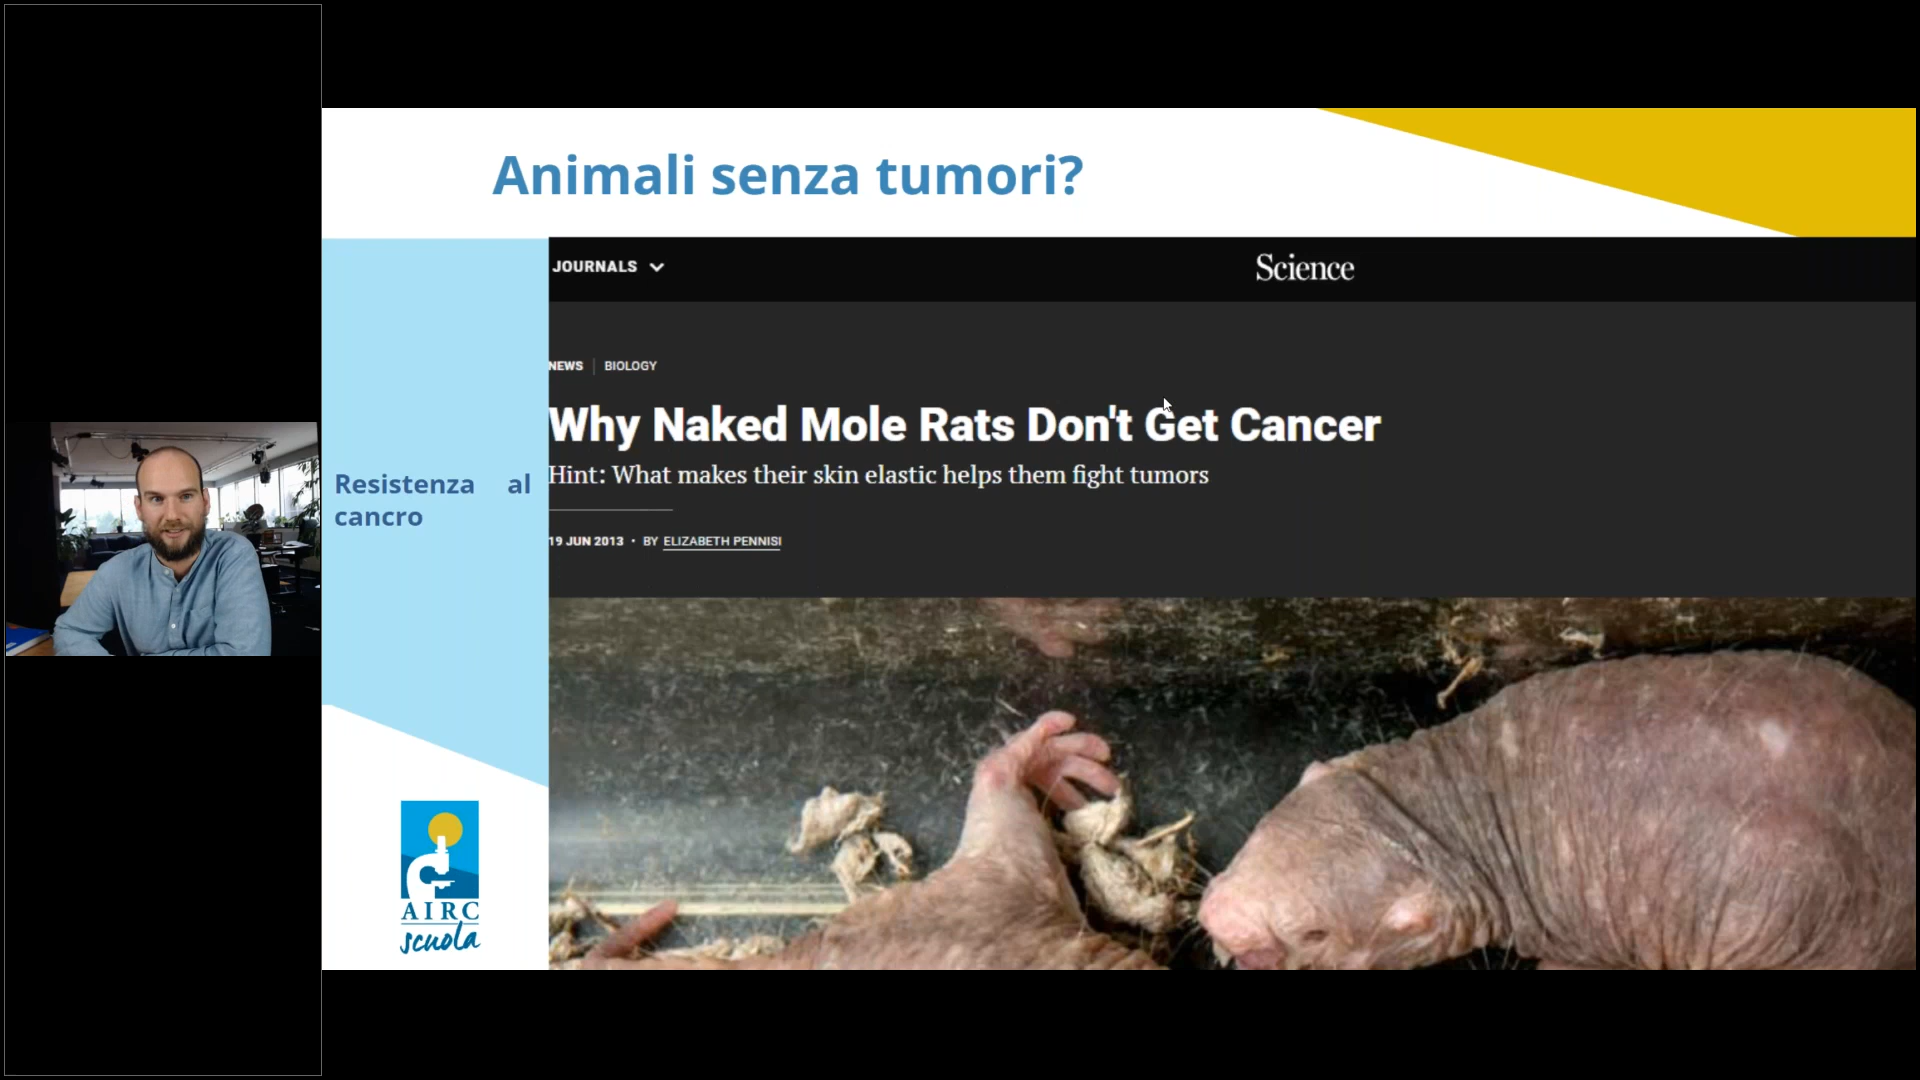 Animali senza tumori?
JOURNALS
Science
NEWS BIOLOGY
Why Naked Mole Rats Don't Get Cancer
Hint: What makes their skin elastic helps them fight tumors
19 JUN 2013 • BY ELIZABETH PENNISI
Resistenza al
cancro
AIRC
scuola